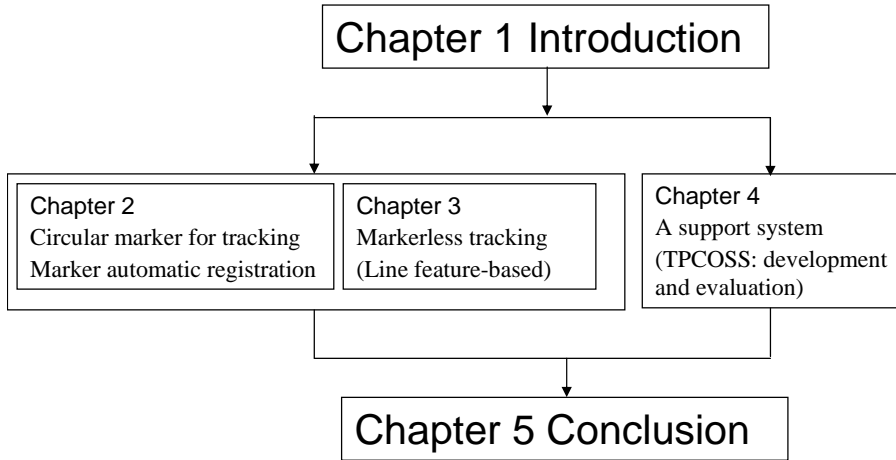 Chapter 1 Introduction
Chapter 2
Circular marker for tracking
Marker automatic registration
Chapter 3
Markerless tracking
(Line feature-based)
Chapter 4
A support system
(TPCOSS: development
and evaluation)
Chapter 5 Conclusion